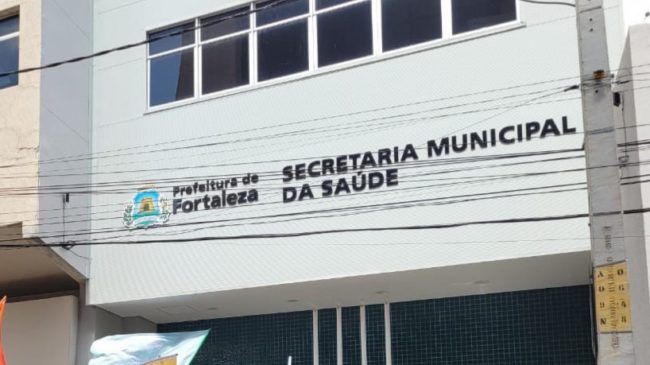 Prefeitura de
Fortaleza
SECRETARIA MUNICIPAL
DA SAÚDE